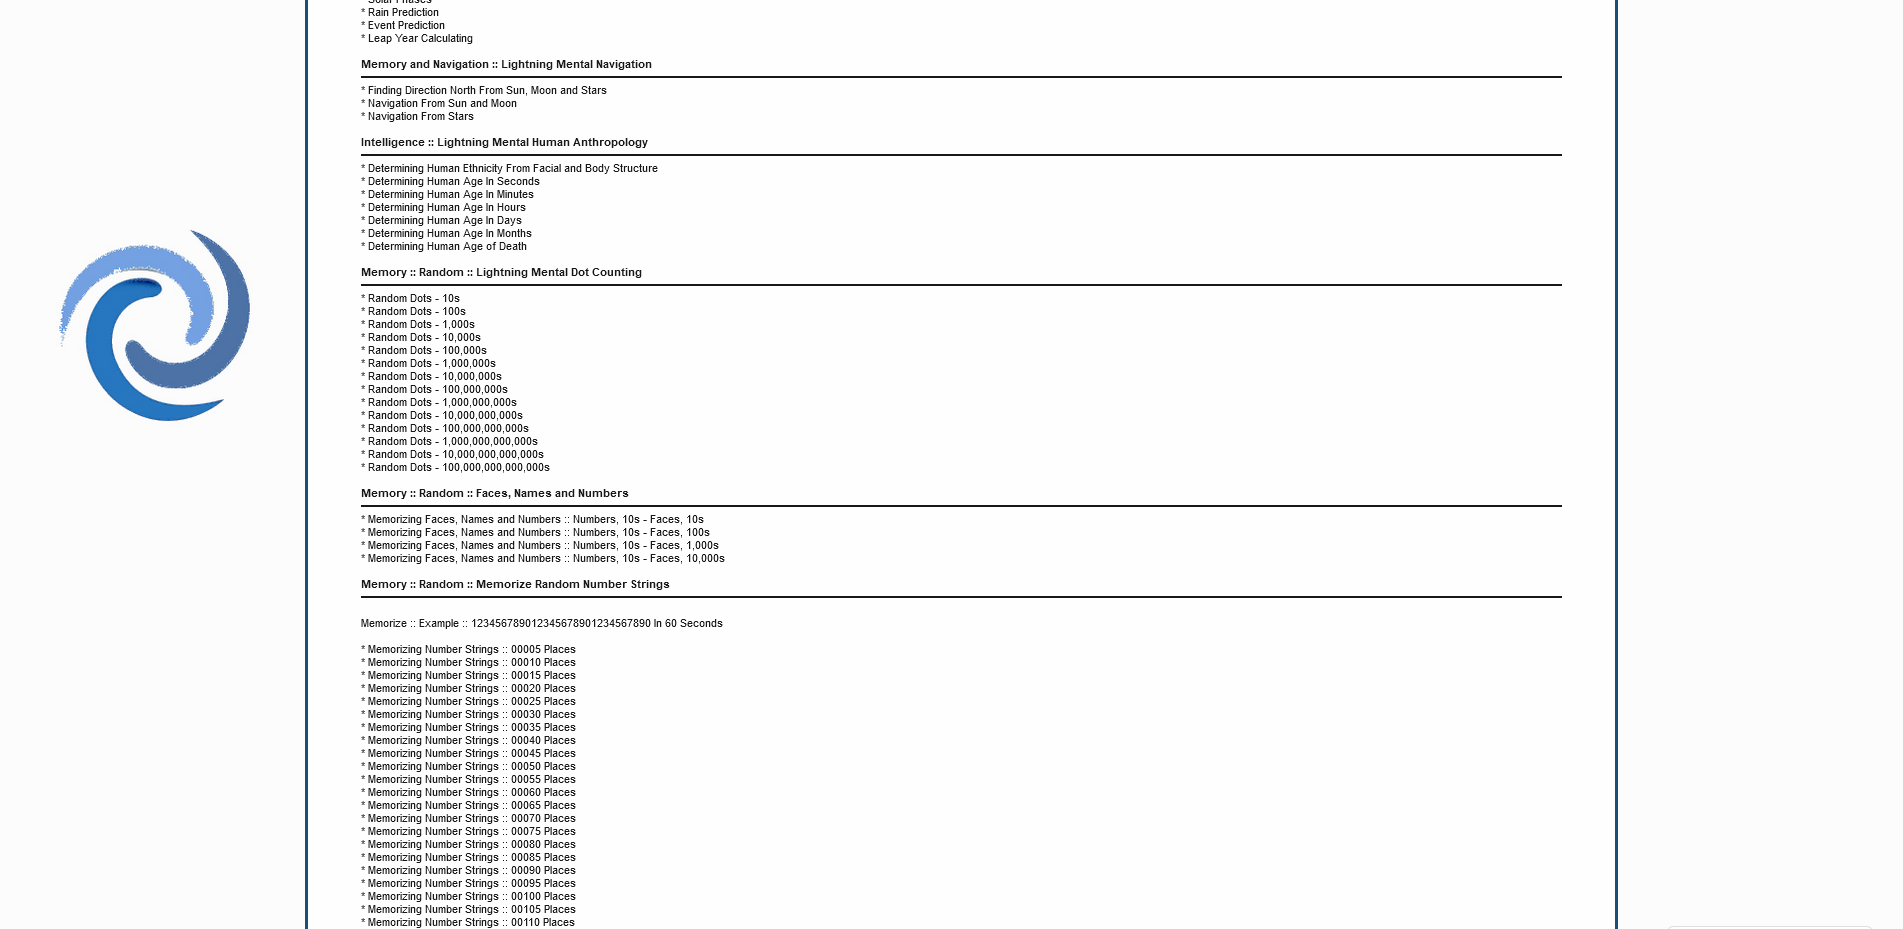 * Solar Phases
* Rain Prediction
* Event Prediction
* Leap Year Calculating
Memory and Navigation :: Lightning Mental Navigation
* Finding Direction North From Sun, Moon and Stars
* Navigation From Sun and Moon
* Navigation From Stars
Intelligence :: Lightning Mental Human Anthropology
* Determining Human Ethnicity From Facial and Body Structure
* Determining Human Age In Seconds
* Determining Human Age In Minutes
* Determining Human Age In Hours
* Determining Human Age In Days
* Determining Human Age In Months
* Determining Human Age of Death
Memory :: Random :: Lightning Mental Dot Counting
* Random Dots - 10s
* Random Dots - 100s
* Random Dots - 1,000s
* Random Dots - 10,000s
* Random Dots - 100,000s
* Random Dots - 1,000,000s
* Random Dots - 10,000,000s
* Random Dots - 100,000,000s
* Random Dots - 1,000,000,000s
* Random Dots - 10,000,000,000s
* Random Dots - 100,000,000,000s
* Random Dots - 1,000,000,000,000s
* Random Dots - 10,000,000,000,000s
* Random Dots - 100,000,000,000,000s
Memory :: Random :: Faces, Names and Numbers
* Memorizing Faces, Names and Numbers :: Numbers, 10s - Faces, 10s
* Memorizing Faces, Names and Numbers :: Numbers, 10s - Faces, 100s
* Memorizing Faces, Names and Numbers :: Numbers, 10s - Faces, 1,000s
* Memorizing Faces, Names and Numbers :: Numbers, 10s - Faces, 10,000s
Memory :: Random :: Memorize Random Number Strings
Memorize :: Example :: 123456789012345678901234567890 In 60 Seconds
* Memorizing Number Strings :: 00005 Places
* Memorizing Number Strings :: 00010 Places
* Memorizing Number Strings :: 00015 Places
* Memorizing Number Strings :: 00020 Places
* Memorizing Number Strings :: 00025 Places
* Memorizing Number Strings :: 00030 Places
* Memorizing Number Strings :: 00035 Places
* Memorizing Number Strings :: 00040 Places
* Memorizing Number Strings :: 00045 Places
* Memorizing Number Strings :: 00050 Places
* Memorizing Number Strings :: 00055 Places
* Memorizing Number Strings :: 00060 Places
* Memorizing Number Strings :: 00065 Places
* Memorizing Number Strings :: 00070 Places
* Memorizing Number Strings :: 00075 Places
* Memorizing Number Strings :: 00080 Places
* Memorizing Number Strings :: 00085 Places
* Memorizing Number Strings :: 00090 Places
* Memorizing Number Strings :: 00095 Places
* Memorizing Number Strings :: 00100 Places
* Memorizing Number Strings :: 00105 Places
* Memorizing Number Strings :: 00110 Places